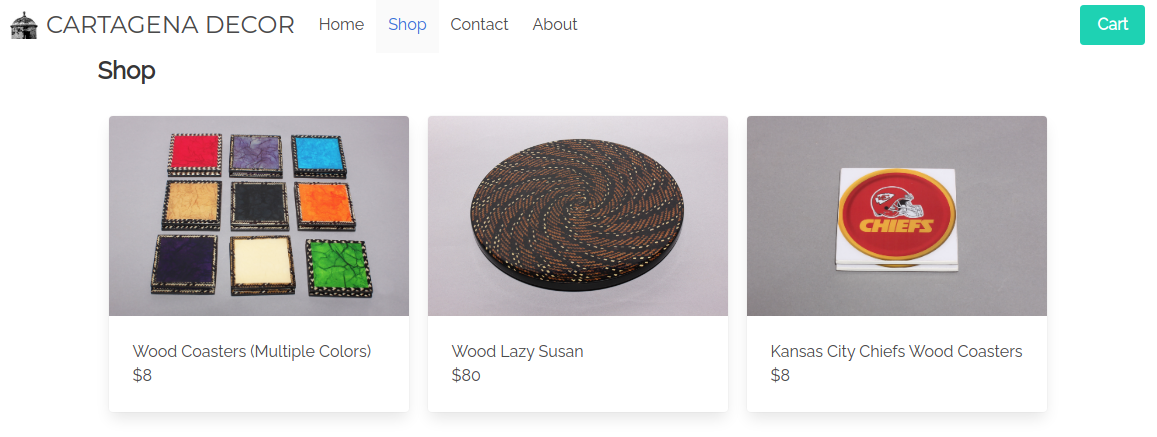 CARTAGENA DECOR Home Shop Contact About Cart
Shop
CHIEFS
Wood Coasters (Multiple Colors) Wood Lazy Susan Kansas City Chiefs Wood Coasters
$8 $80 $8